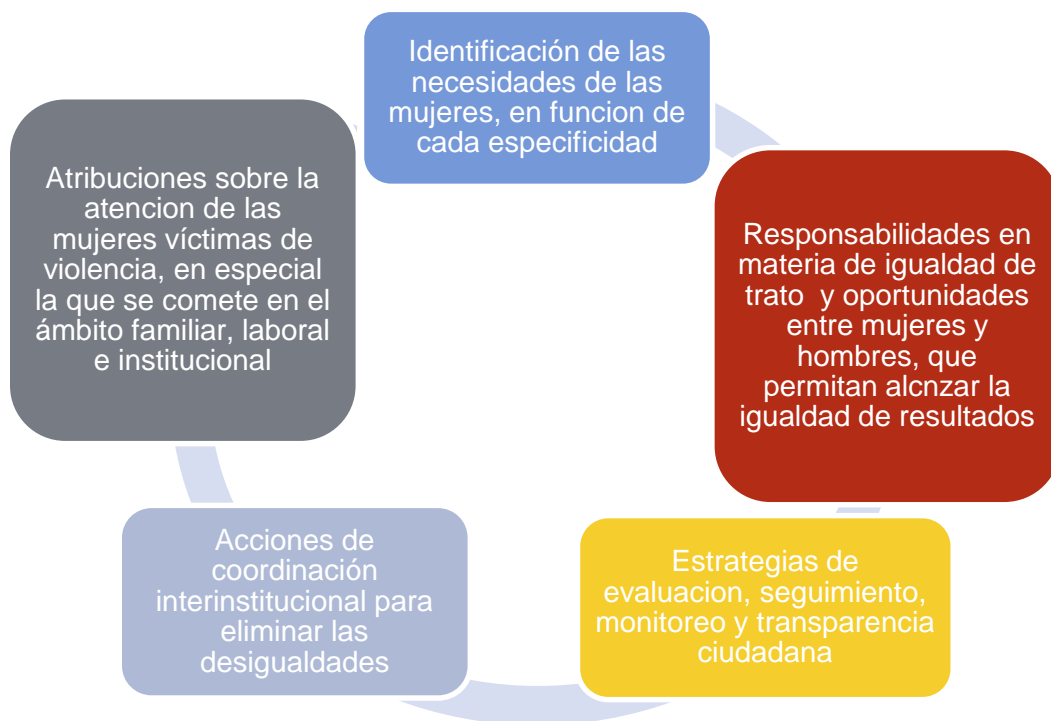 Identificación de las
necesidades de las
mujeres, en funcion de
cada especificidad
Responsabilidades en
materia de igualdad de
trato y oportunidades
entre mujeres y
hombres, que
permitan alcnzar la
igualdad de resultados
Estrategias de
evaluacion, seguimiento,
monitoreo y transparencia
ciudadana
Acciones de
coordinación
interinstitucional para
eliminar las
desigualdades
Atribuciones sobre la
atencion de las
mujeres víctimas de
violencia, en especial
la que se comete en el
ámbito familiar, laboral
e institucional